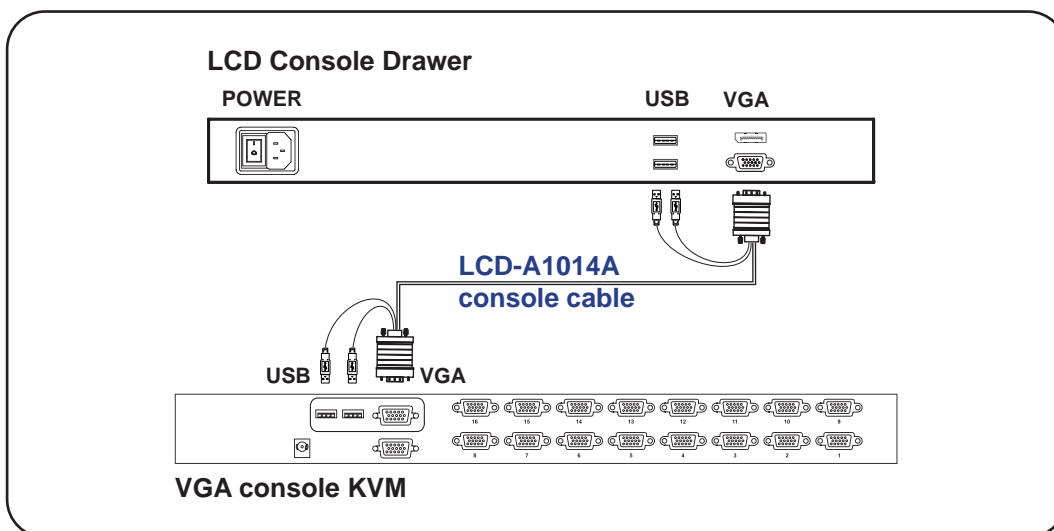 LCD Console Drawer
POWER USB VGA
LCD-A1014A
console cable
USB VGA
16 15 14 13 12 11 10 9
8 7 6 5 4 3 2 1
VGA console KVM